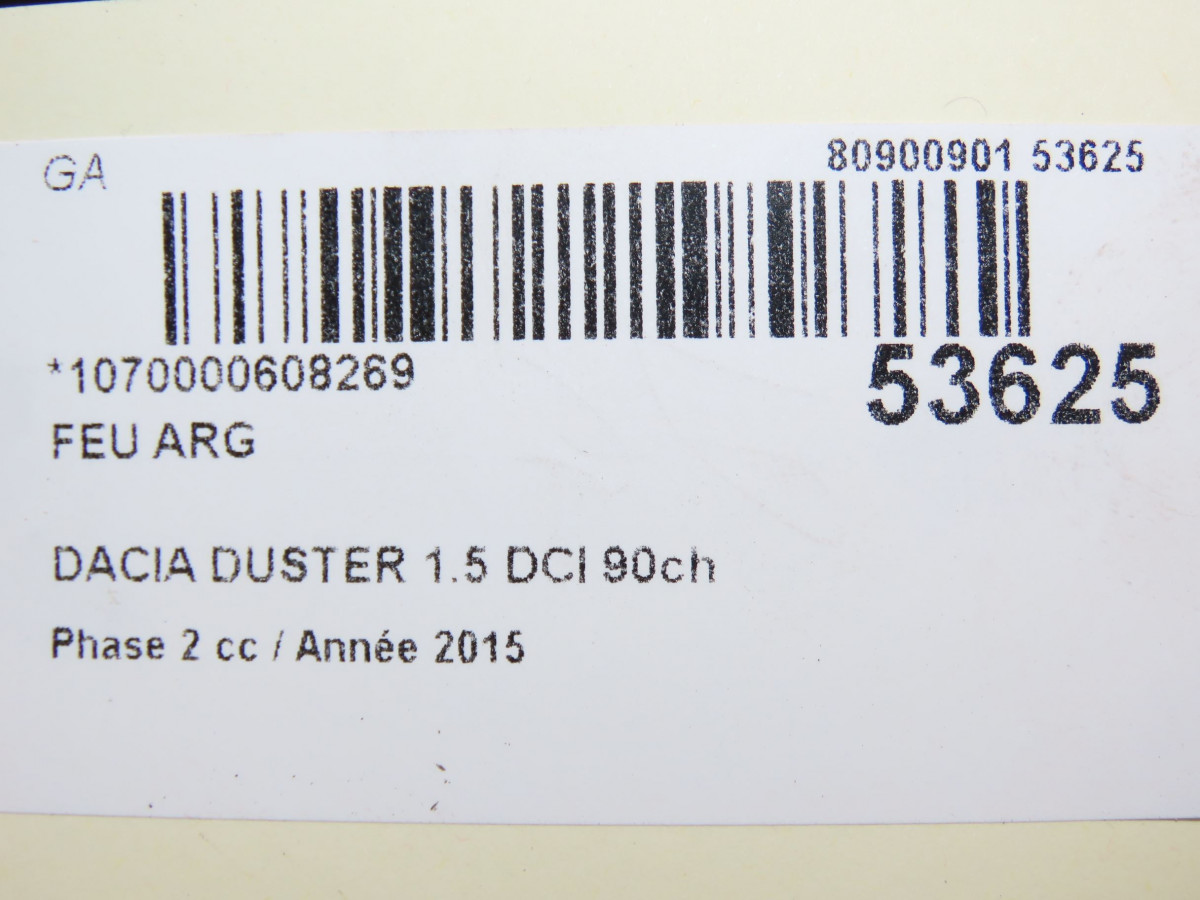 GA
80900901 53625
*1070000608269
53625
FEU ARG
DACIA DUSTER 1.5 DCI 90ch
Phase 2 cc / Année 2015